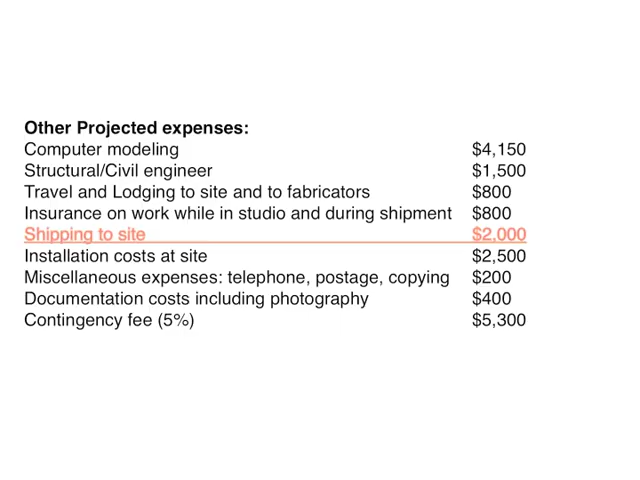 Other Projected expenses:
Computer modeling $4,150
Structural/Civil engineer $1,500
Travel and Lodging to site and to fabricators $800
Insurance on work while in studio and during shipment $800
Shipping to site $2,000
Installation costs at site $2,500
Miscellaneous expenses: telephone, postage, copying $200
Documentation costs including photography $400
Contingency fee (5%) $5,300